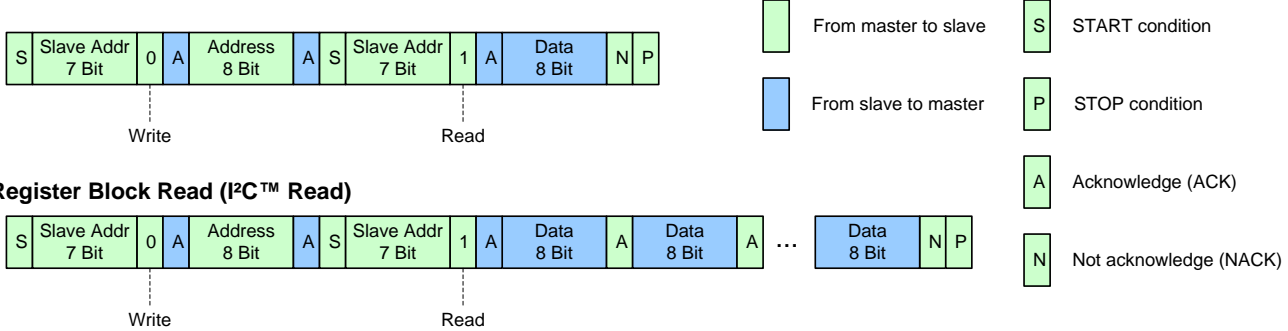 S Slave Addr 7 Bit 0 A Address 8 Bit A S Slave Addr 7 Bit 1 A Data 8 Bit N P
Write Read
Register Block Read (I²C™ Read)
S Slave Addr 7 Bit 0 A Address 8 Bit A S Slave Addr 7 Bit 1 A Data 8 Bit A Data 8 Bit A ... Data 8 Bit N P
Write Read
From master to slave
From slave to master
S START condition
P STOP condition
A Acknowledge (ACK)
N Not acknowledge (NACK)